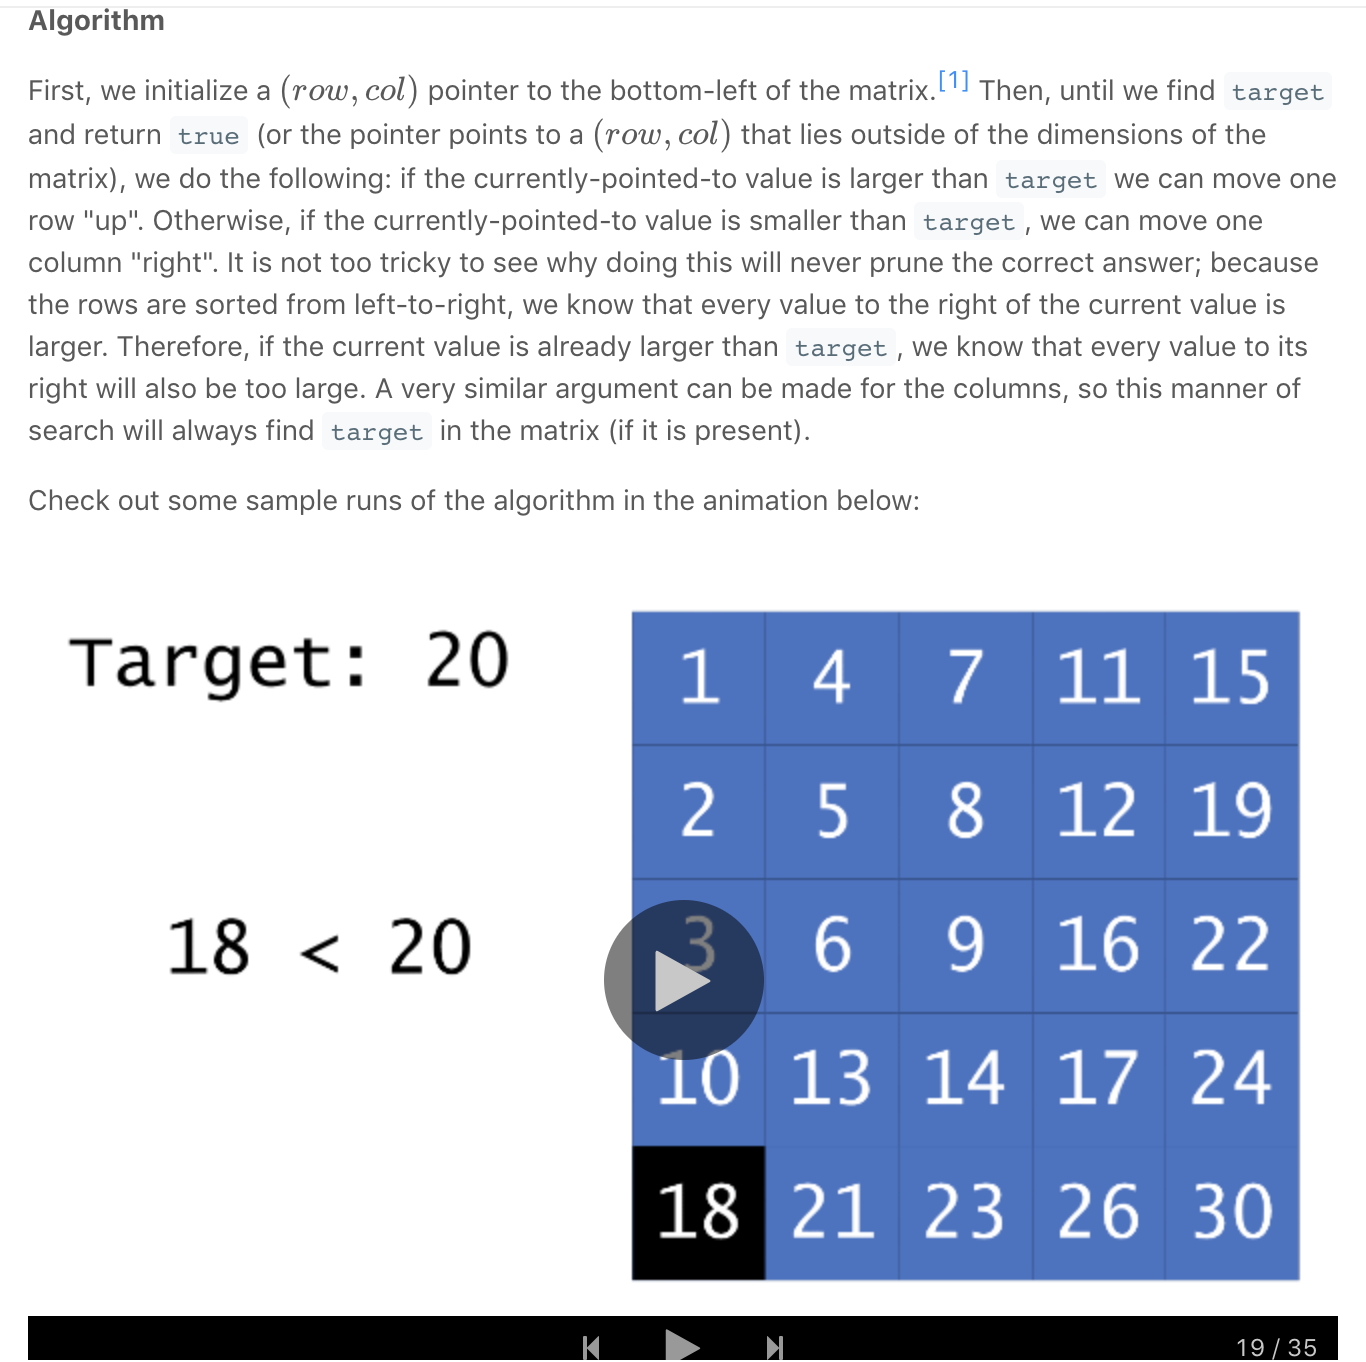 Algorithm
First, we initialize a (row, col) pointer to the bottom-left of the matrix.[1] Then, until we find target
and return true (or the pointer points to a (row, col) that lies outside of the dimensions of the
matrix), we do the following: if the currently-pointed-to value is larger than target we can move one
row "up". Otherwise, if the currently-pointed-to value is smaller than target , we can move one
column "right". It is not too tricky to see why doing this will never prune the correct answer; because
the rows are sorted from left-to-right, we know that every value to the right of the current value is
larger. Therefore, if the current value is already larger than target , we know that every value to its
right will also be too large. A very similar argument can be made for the columns, so this manner of
search will always find target in the matrix (if it is present).
Check out some sample runs of the algorithm in the animation below:
Target: 20
18 < 20
1 4 7 11 15
2 5 8 12 19
3 6 9 16 22
10 13 14 17 24
18 21 23 26 30
19 / 35